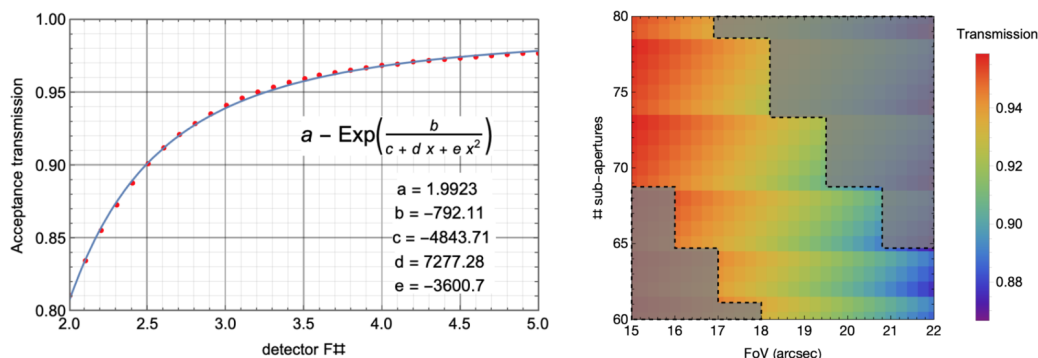 1.00
0.95
0.90
0.85
0.80
Acceptance transmission
a − Exp(b / (c + d x + e x²))
a = 1.9923
b = −792.11
c = −4843.71
d = 7277.28
e = −3600.7
2.0 2.5 3.0 3.5 4.0 4.5 5.0
detector F#
80
75
70
65
60
# sub-apertures
15 16 17 18 19 20 21 22
FoV (arcsec)
Transmission
0.94
0.92
0.90
0.88